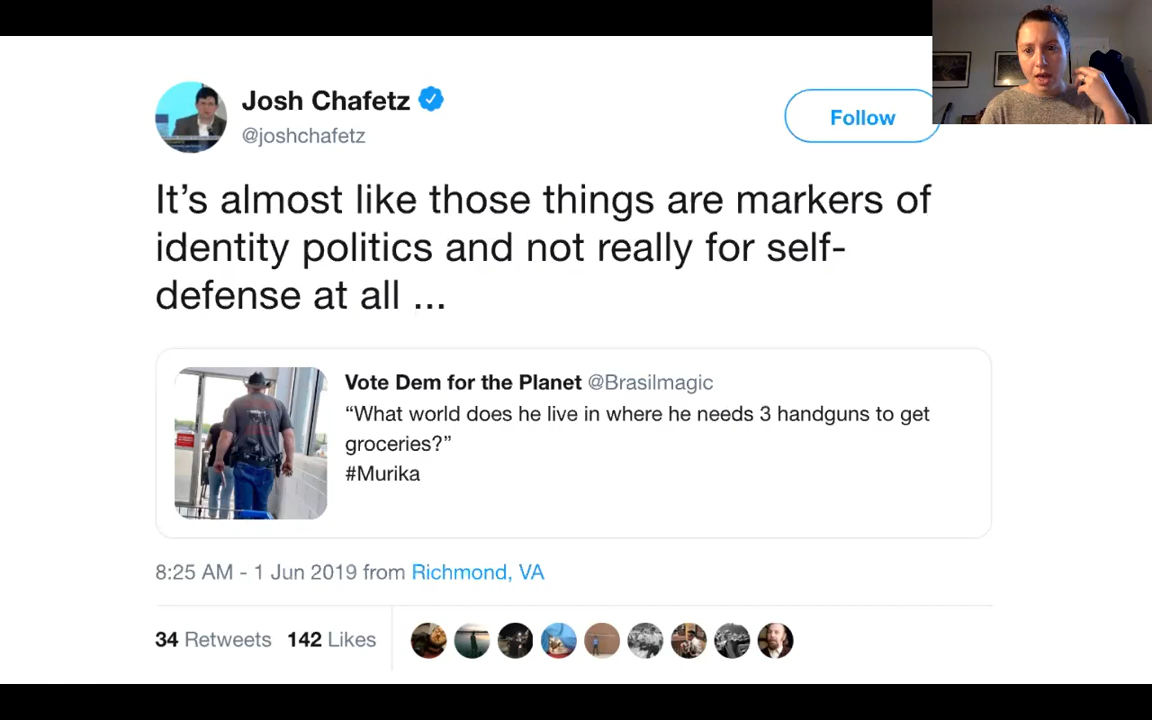 Josh Chafetz
@joshchafetz
Follow
It’s almost like those things are markers of
identity politics and not really for self-
defense at all ...
Vote Dem for the Planet @Brasilmagic
“What world does he live in where he needs 3 handguns to get
groceries?”
#Murika
8:25 AM - 1 Jun 2019 from Richmond, VA
34 Retweets 142 Likes